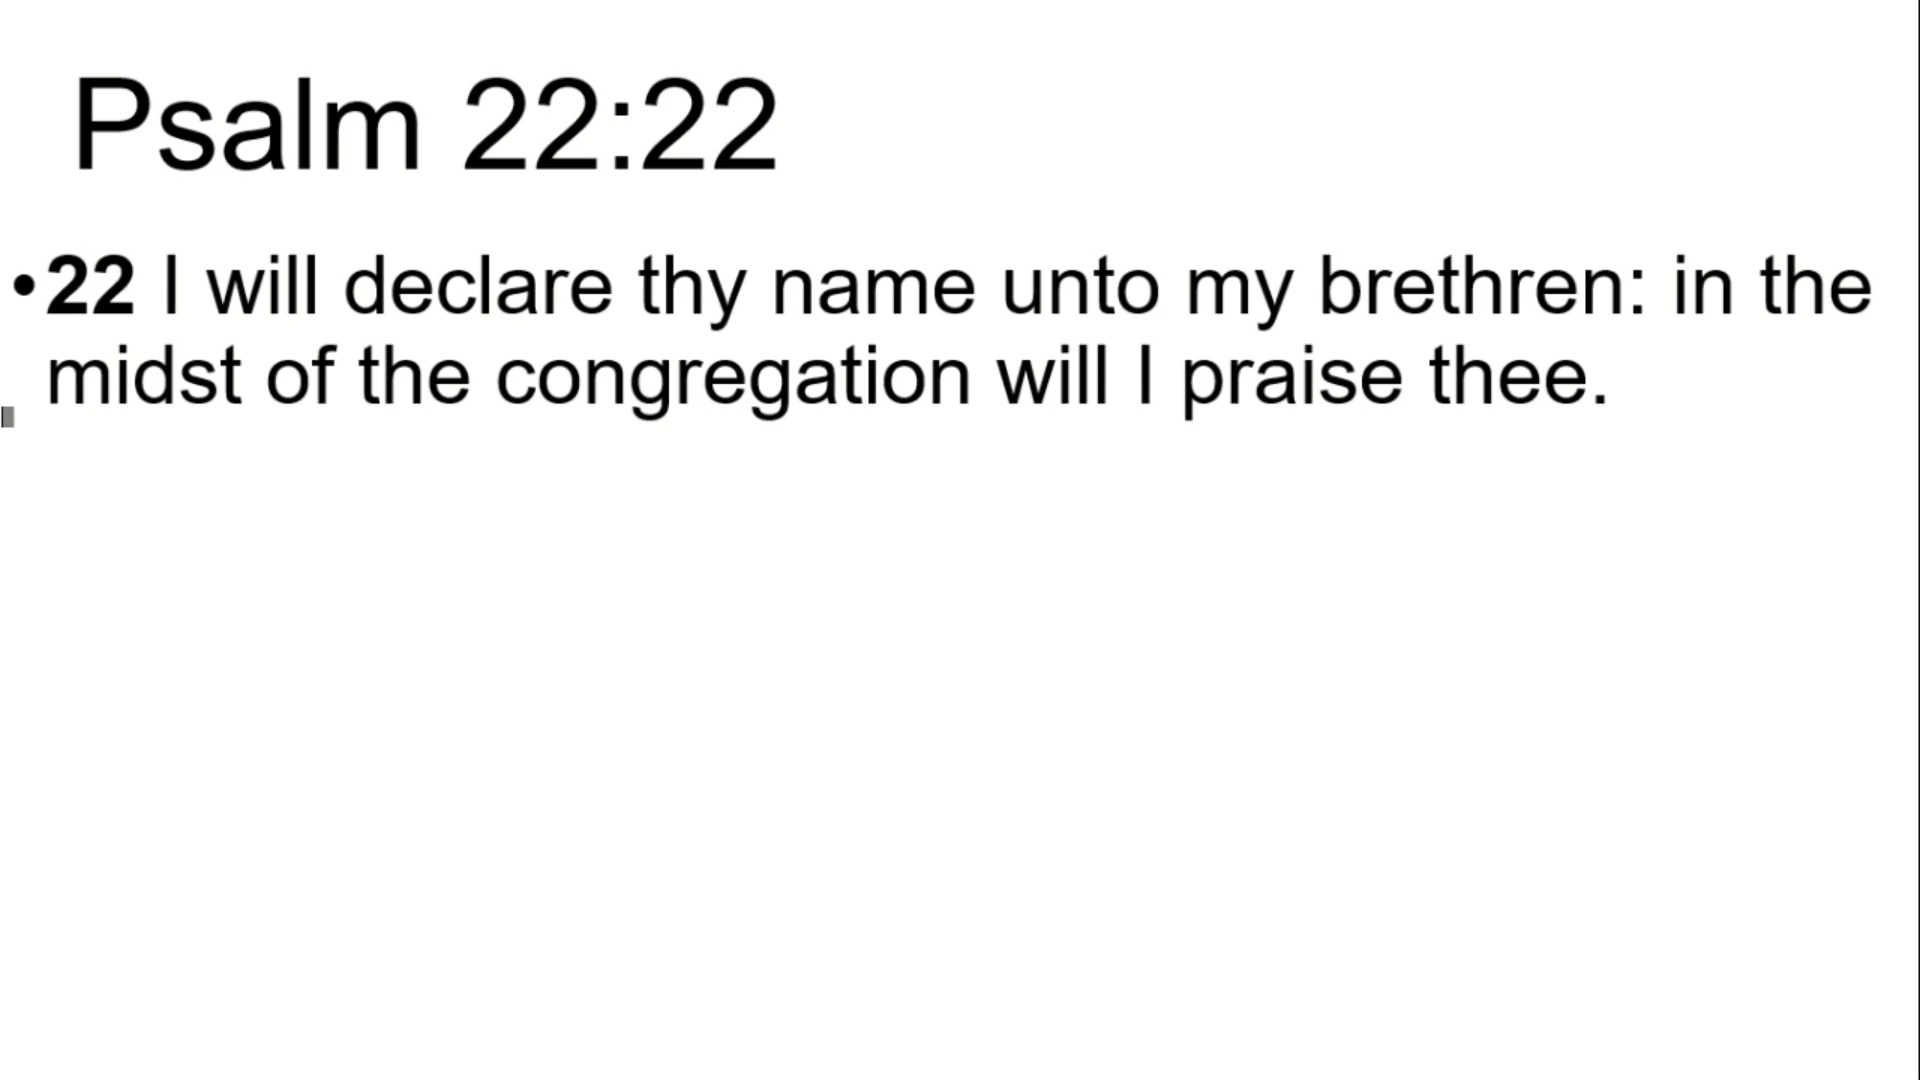 Psalm 22:22
•22 I will declare thy name unto my brethren: in the
midst of the congregation will I praise thee.